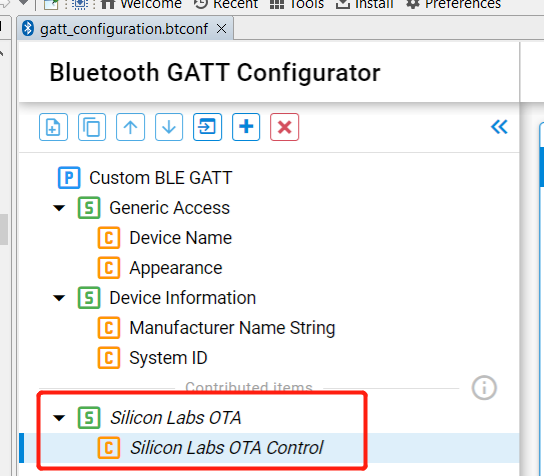 Welcome Recent Tools Install Preferences
gatt_configuration.btconf
Bluetooth GATT Configurator
P Custom BLE GATT
S Generic Access
C Device Name
C Appearance
S Device Information
C Manufacturer Name String
C System ID
Contributed items
S Silicon Labs OTA
C Silicon Labs OTA Control